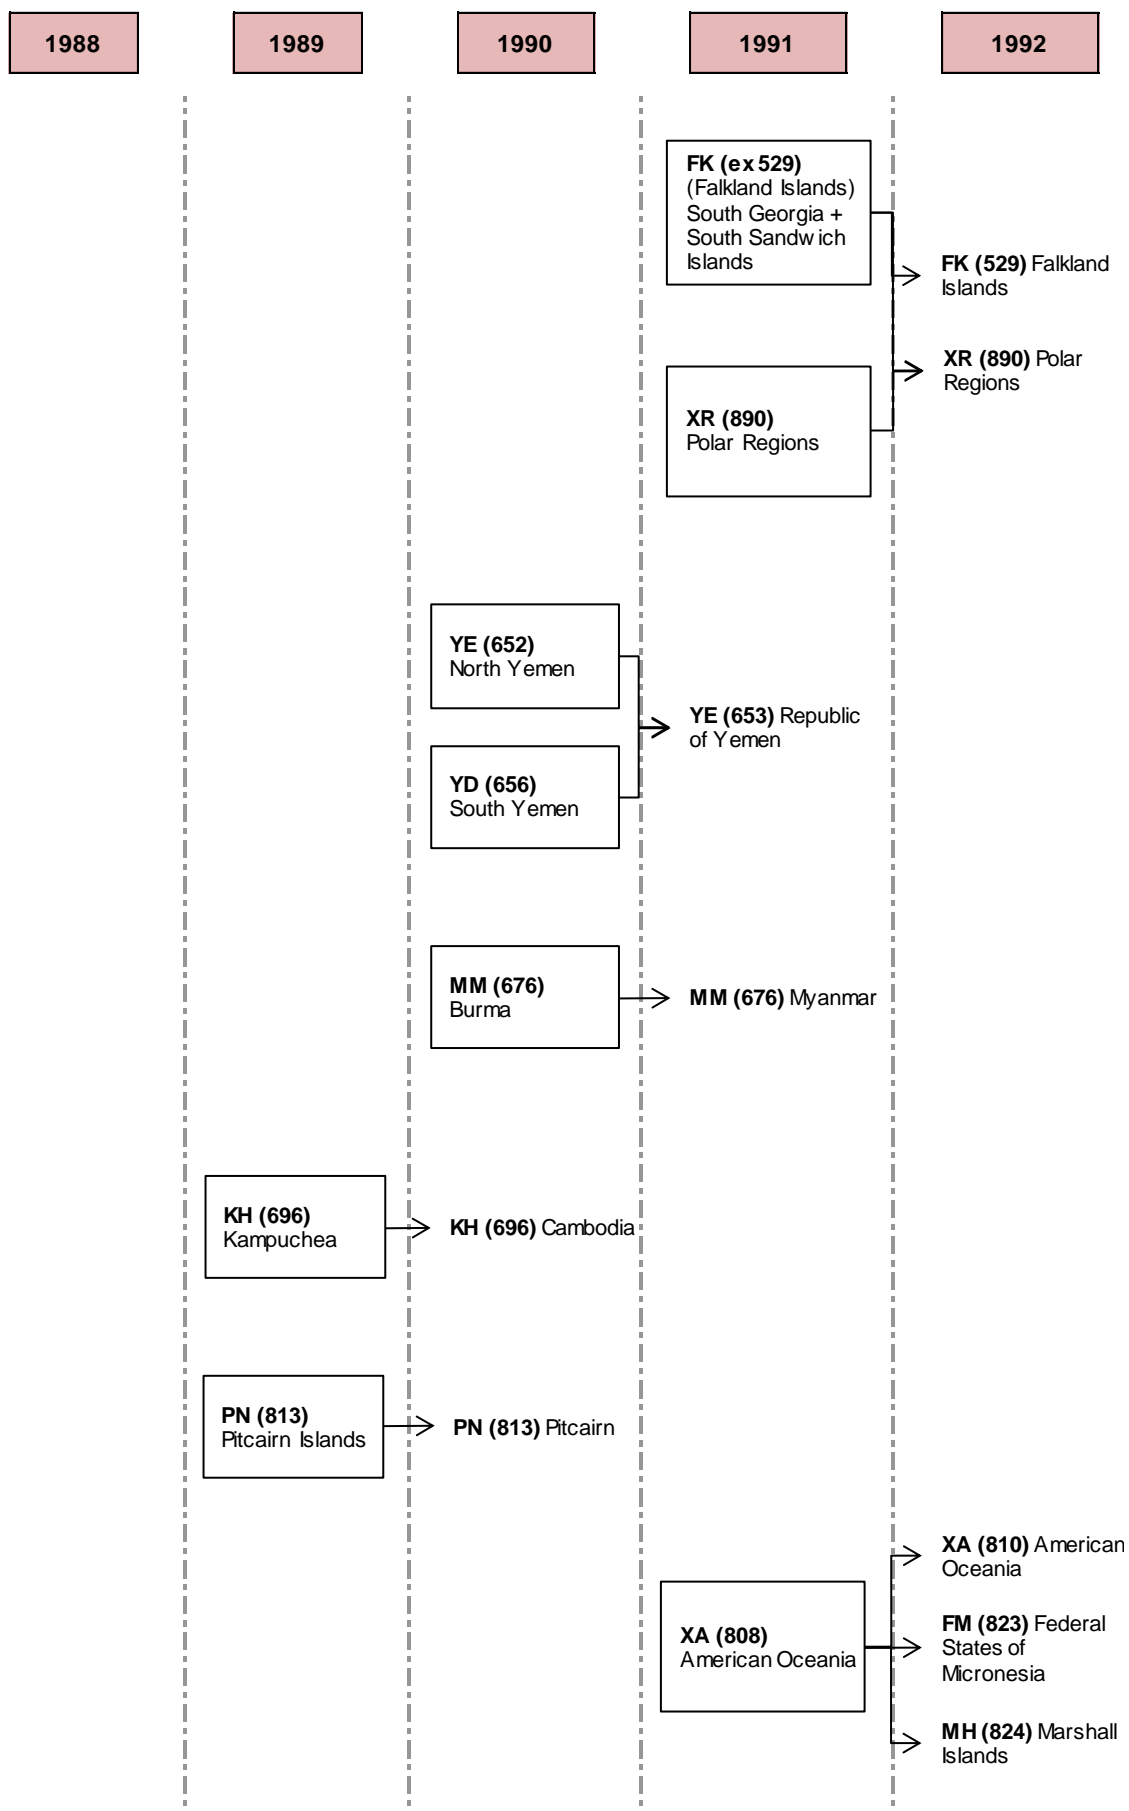 1988 1989 1990 1991 1992
FK (ex 529)
(Falkland Islands)
South Georgia +
South Sandwich
Islands
FK (529) Falkland
Islands
XR (890) Polar
Regions
XR (890)
Polar Regions
YE (652)
North Yemen
YE (653) Republic
of Yemen
YD (656)
South Yemen
MM (676)
Burma
MM (676) Myanmar
KH (696)
Kampuchea
KH (696) Cambodia
PN (813)
Pitcairn Islands
PN (813) Pitcairn
XA (808)
American Oceania
XA (810) American
Oceania
FM (823) Federal
States of
Micronesia
MH (824) Marshall
Islands